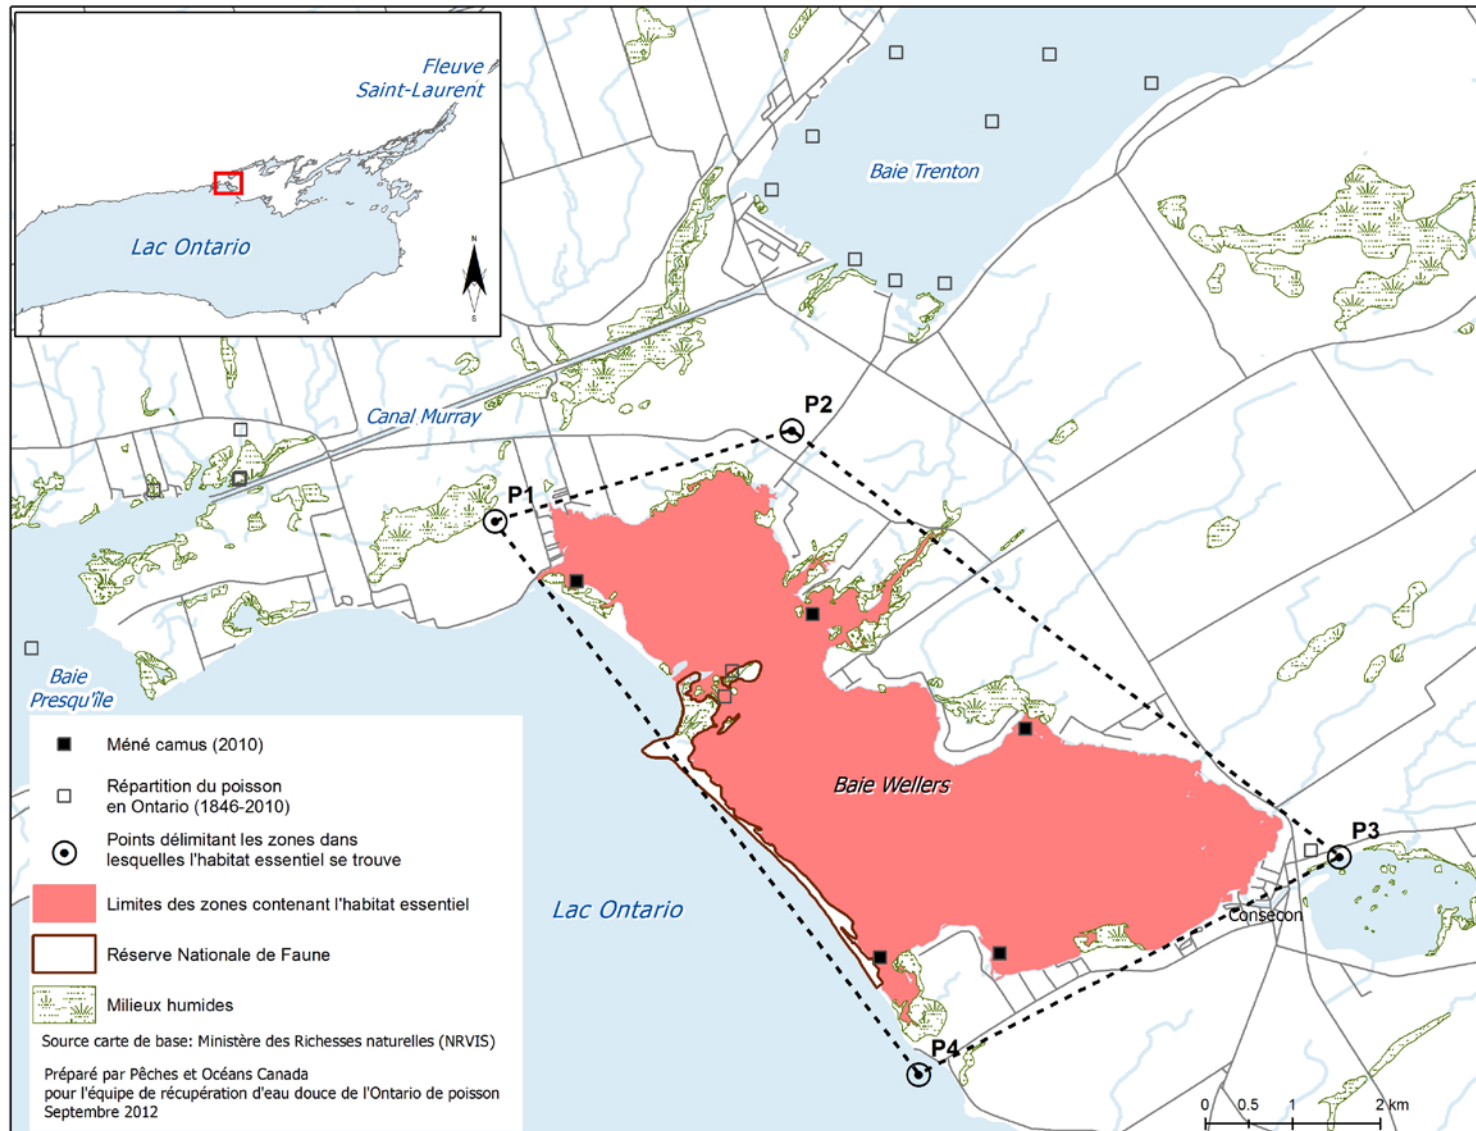 Fleuve
Saint-Laurent
Lac Ontario
N
S
Baie Trenton
Canal Murray
P2
P1
Baie
Presqu'île
Baie Wellers
P3
Consecon
Lac Ontario
P4
Méné camus (2010)
Répartition du poisson
en Ontario (1846-2010)
Points délimitant les zones dans
lesquelles l'habitat essentiel se trouve
Limites des zones contenant l'habitat essentiel
Réserve Nationale de Faune
Milieux humides
Source carte de base: Ministère des Richesses naturelles (NRVIS)
Préparé par Pêches et Océans Canada
pour l'équipe de récupération d'eau douce de l'Ontario de poisson
Septembre 2012
0 0.5 1 2 km